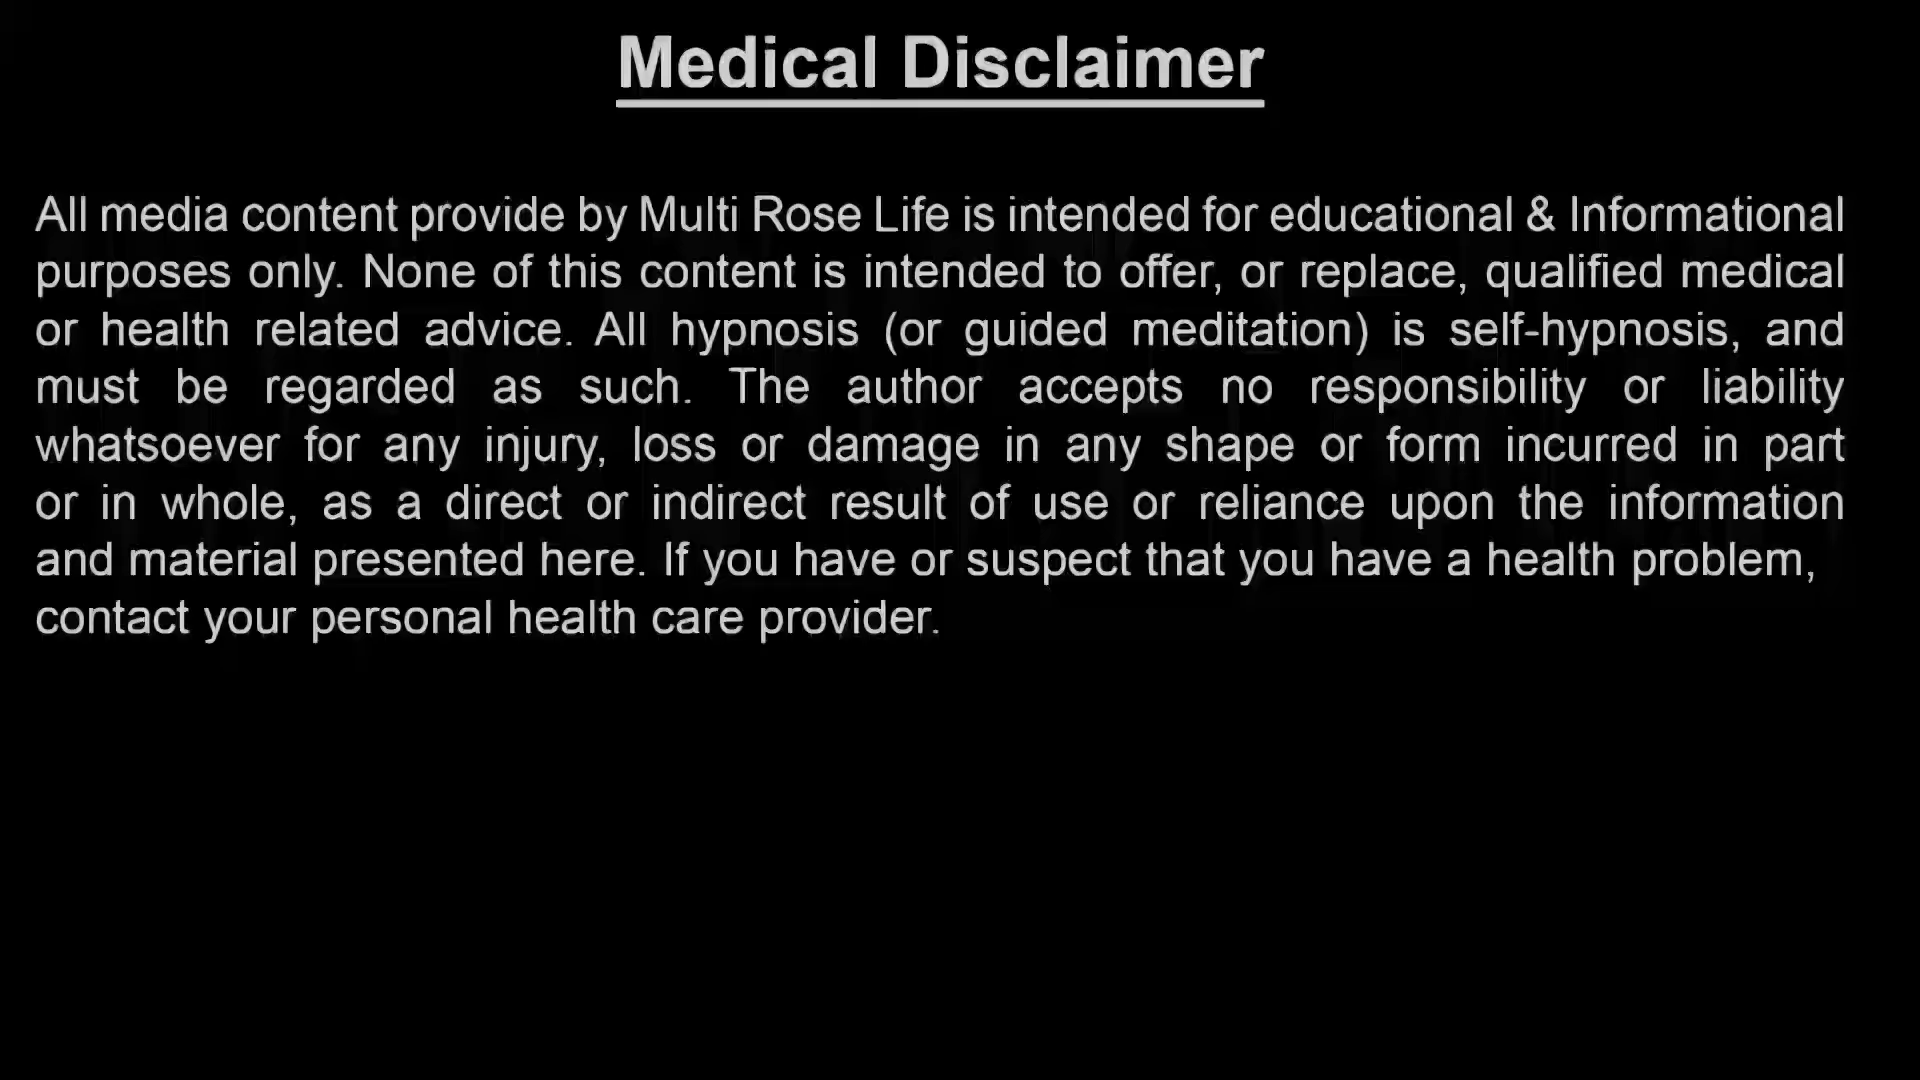 Medical Disclaimer
All media content provide by Multi Rose Life is intended for educational & Informational
purposes only. None of this content is intended to offer, or replace, qualified medical
or health related advice. All hypnosis (or guided meditation) is self-hypnosis, and
must be regarded as such. The author accepts no responsibility or liability
whatsoever for any injury, loss or damage in any shape or form incurred in part
or in whole, as a direct or indirect result of use or reliance upon the information
and material presented here. If you have or suspect that you have a health problem,
contact your personal health care provider.